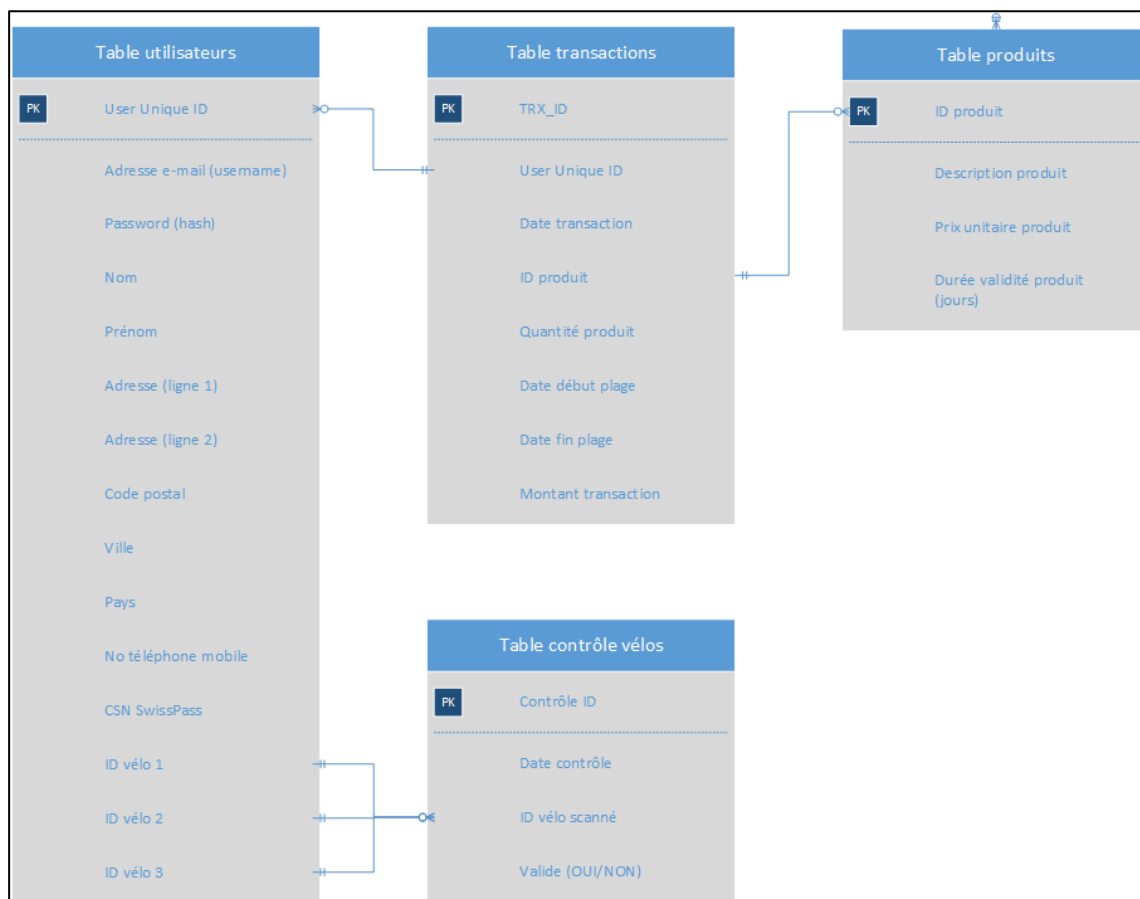 Table utilisateurs
PK
User Unique ID
Adresse e-mail (username)
Password (hash)
Nom
Prénom
Adresse (ligne 1)
Adresse (ligne 2)
Code postal
Ville
Pays
No téléphone mobile
CSN SwissPass
ID vélo 1
ID vélo 2
ID vélo 3
Table transactions
PK
TRX_ID
User Unique ID
Date transaction
ID produit
Quantité produit
Date début plage
Date fin plage
Montant transaction
Table produits
PK
ID produit
Description produit
Prix unitaire produit
Durée validité produit
(jours)
Table contrôle vélos
PK
Contrôle ID
Date contrôle
ID vélo scanné
Valide (OUI/NON)